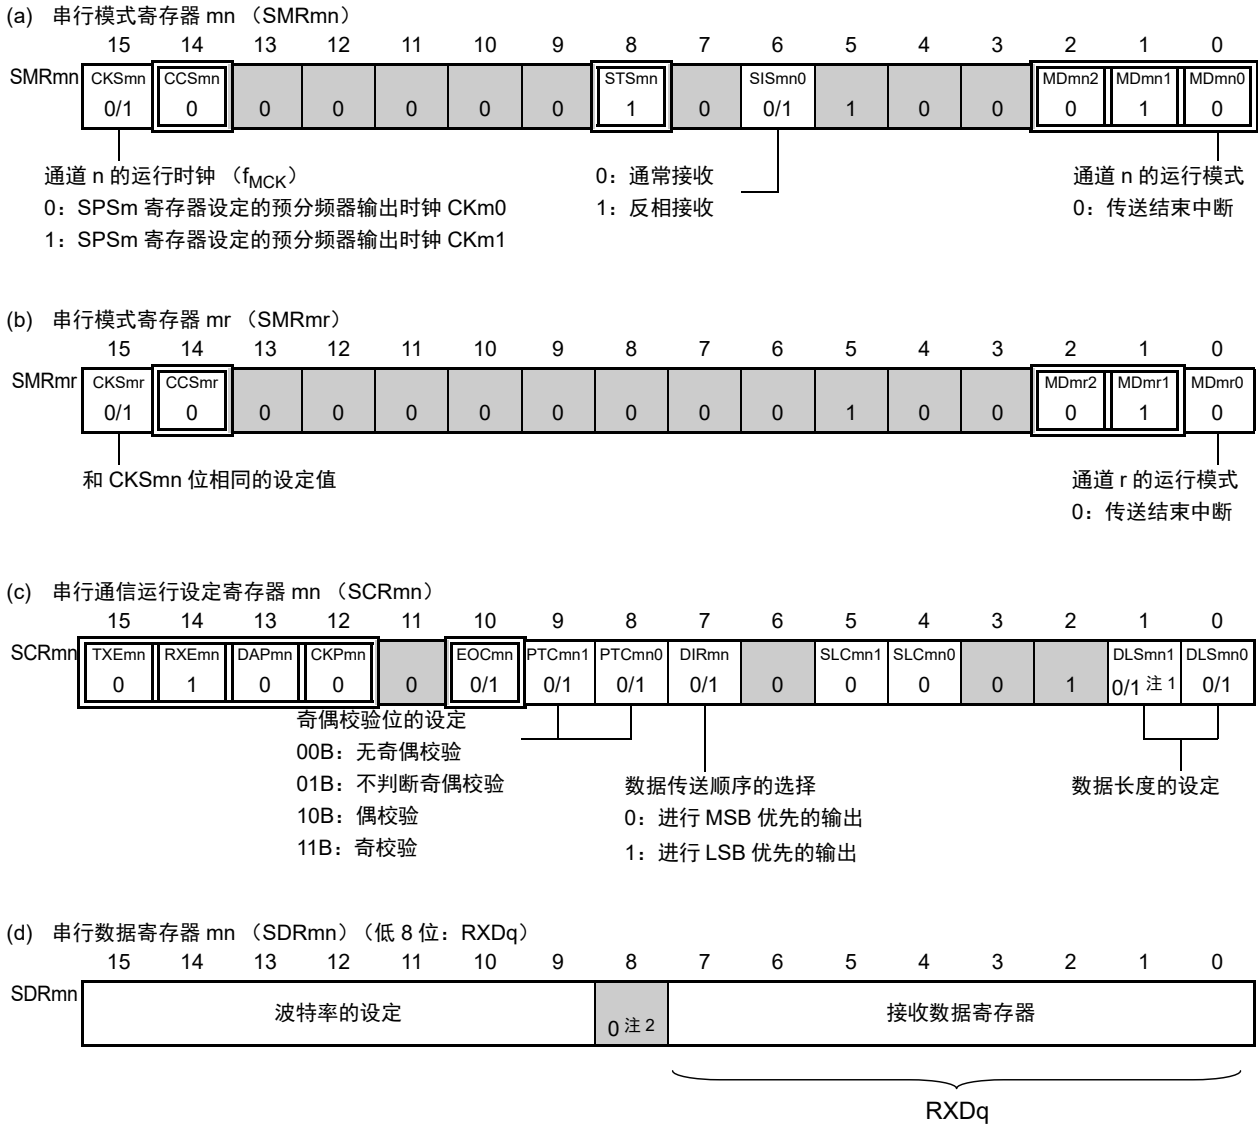 (a) 串行模式寄存器 mn （SMRmn）
15 14 13 12 11 10 9 8 7 6 5 4 3 2 1 0
SMRmn CKSmn CCSmn STSmn SISmn0 MDmn2 MDmn1 MDmn0
0/1 0 0 0 0 0 0 1 0 0/1 1 0 0 0 1 0
通道 n 的运行时钟 （fMCK）
0：SPSm 寄存器设定的预分频器输出时钟 CKm0
1：SPSm 寄存器设定的预分频器输出时钟 CKm1
0：通常接收
1：反相接收
通道 n 的运行模式
0：传送结束中断
(b) 串行模式寄存器 mr （SMRmr）
15 14 13 12 11 10 9 8 7 6 5 4 3 2 1 0
SMRmr CKSmr CCSmr MDmr2 MDmr1 MDmr0
0/1 0 0 0 0 0 0 0 0 0 1 0 0 0 1 0
和 CKSmn 位相同的设定值
通道 r 的运行模式
0：传送结束中断
(c) 串行通信运行设定寄存器 mn （SCRmn）
15 14 13 12 11 10 9 8 7 6 5 4 3 2 1 0
SCRmn TXEmn RXEmn DAPmn CKPmn EOCmn PTCmn1 PTCmn0 DIRmn SLCmn1 SLCmn0 DLSmn1 DLSmn0
0 1 0 0 0 0/1 0/1 0/1 0/1 0 0 0 0 1 0/1 注 1 0/1
奇偶校验位的设定
00B：无奇偶校验
01B：不判断奇偶校验
10B：偶校验
11B：奇校验
数据传送顺序的选择
0：进行 MSB 优先的输出
1：进行 LSB 优先的输出
数据长度的设定
(d) 串行数据寄存器 mn （SDRmn）（低 8 位：RXDq）
15 14 13 12 11 10 9 8 7 6 5 4 3 2 1 0
SDRmn 波特率的设定 0 注 2 接收数据寄存器
RXDq